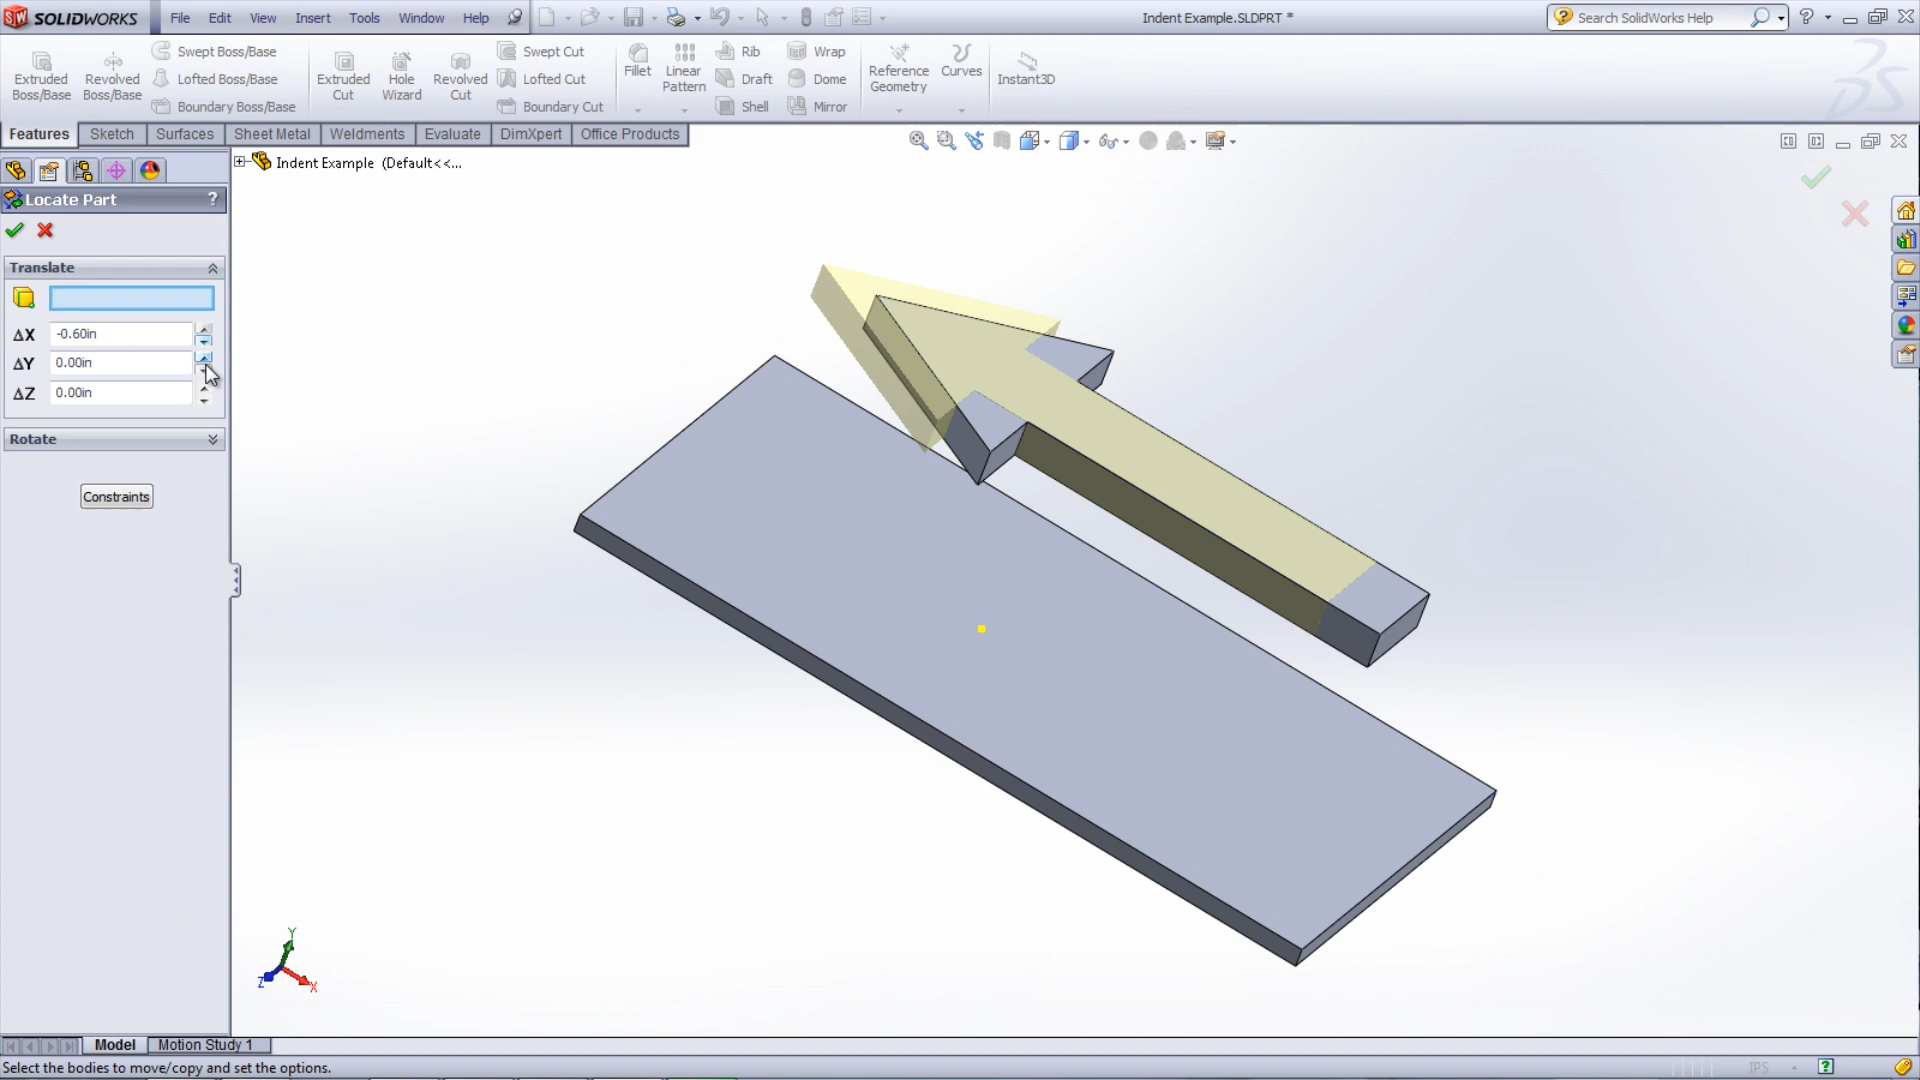 SOLIDWORKS File Edit View Insert Tools Window Help Indent Example.SLDPRT * Search SolidWorks Help
Extruded Boss/Base
Revolved Boss/Base
Swept Boss/Base
Lofted Boss/Base
Boundary Boss/Base
Extruded Cut
Hole Wizard
Revolved Cut
Swept Cut
Lofted Cut
Boundary Cut
Fillet
Linear Pattern
Rib
Draft
Shell
Wrap
Dome
Mirror
Reference Geometry
Curves
Instant3D
Features Sketch Surfaces Sheet Metal Weldments Evaluate DimXpert Office Products
Indent Example (Default<<...
Locate Part ?
Translate
ΔX -0.60in
ΔY 0.00in
ΔZ 0.00in
Rotate
Constraints
Y
Z X
Model Motion Study 1
Select the bodies to move/copy and set the options. IPS